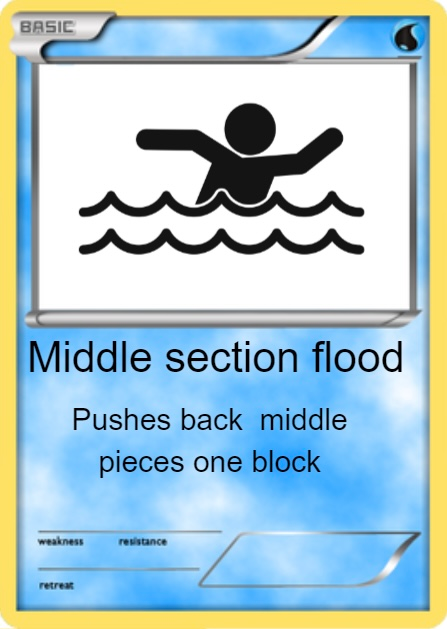 BASIC
Middle section flood
Pushes back middle
pieces one block
weakness resistance
retreat